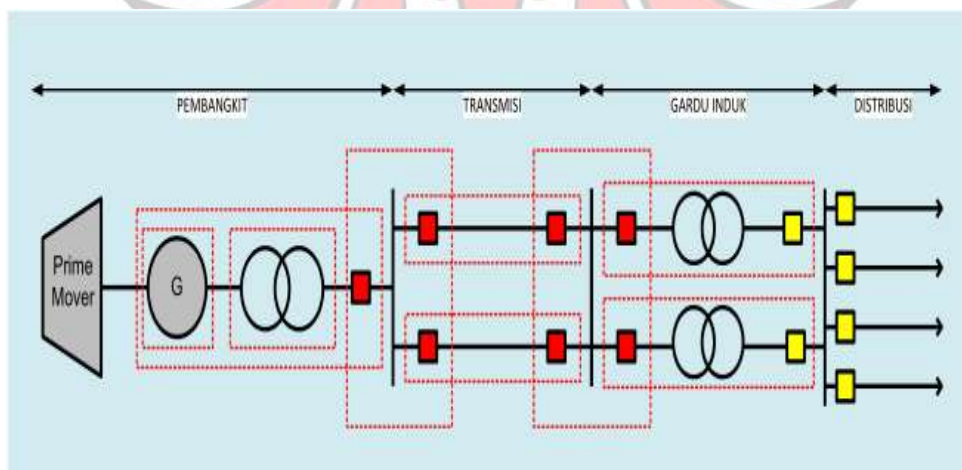 PEMBANGKIT
TRANSMISI
GARDU INDUK
DISTRIBUSI
Prime
Mover
G